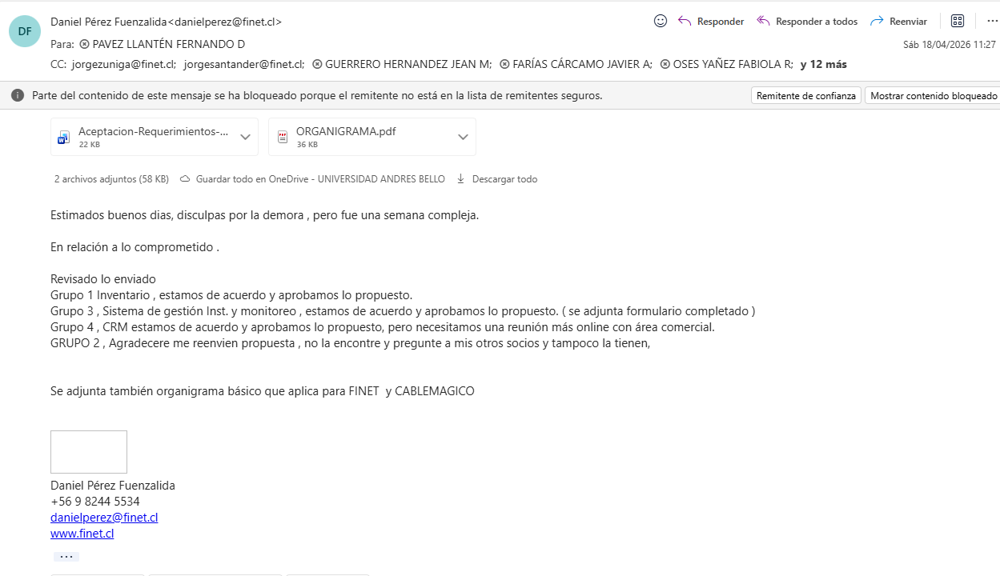 DF
Daniel Pérez Fuenzalida<danielperez@finet.cl>
Responder
Responder a todos
Reenviar
Para: PAVEZ LLANTÉN FERNANDO D
Sáb 18/04/2026 11:27
CC: jorgezuniga@finet.cl; jorgesantander@finet.cl; GUERRERO HERNANDEZ JEAN M; FARÍAS CÁRCAMO JAVIER A; OSES YAÑEZ FABIOLA R; y 12 más
Parte del contenido de este mensaje se ha bloqueado porque el remitente no está en la lista de remitentes seguros.
Remitente de confianza
Mostrar contenido bloqueado
Aceptacion-Requerimientos-...
22 KB
ORGANIGRAMA.pdf
36 KB
2 archivos adjuntos (58 KB)
Guardar todo en OneDrive - UNIVERSIDAD ANDRES BELLO
Descargar todo
Estimados buenos dias, disculpas por la demora , pero fue una semana compleja.
En relación a lo comprometido .
Revisado lo enviado
Grupo 1 Inventario , estamos de acuerdo y aprobamos lo propuesto.
Grupo 3 , Sistema de gestión Inst. y monitoreo , estamos de acuerdo y aprobamos lo propuesto. ( se adjunta formulario completado )
Grupo 4 , CRM estamos de acuerdo y aprobamos lo propuesto, pero necesitamos una reunión más online con área comercial.
GRUPO 2 , Agradecere me reenvien propuesta , no la encontre y pregunte a mis otros socios y tampoco la tienen,
Se adjunta también organigrama básico que aplica para FINET  y CABLEMAGICO
Daniel Pérez Fuenzalida
+56 9 8244 5534
danielperez@finet.cl
www.finet.cl